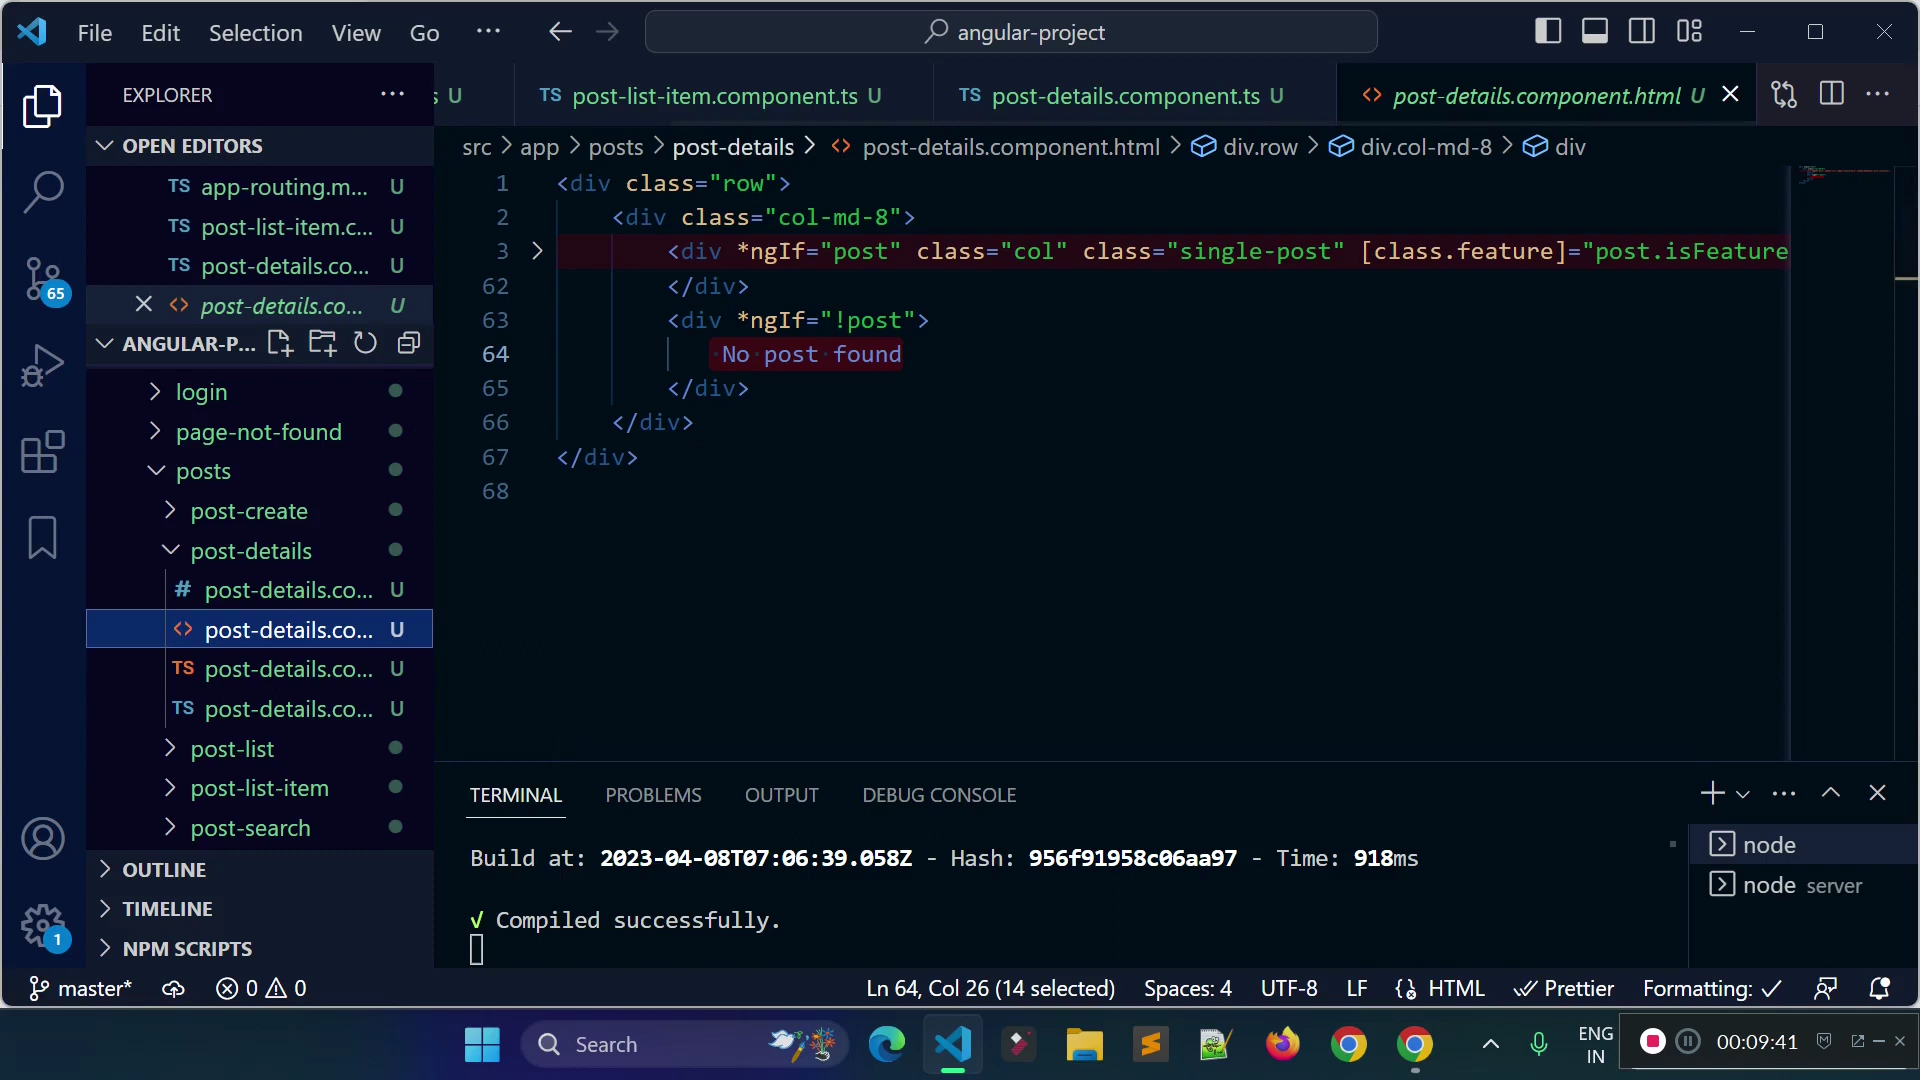 File Edit Selection View Go ··· angular-project
EXPLORER ···
s U TS post-list-item.component.ts U TS post-details.component.ts U <> post-details.component.html U
OPEN EDITORS
TS app-routing.m... U
TS post-list-item.c... U
TS post-details.co... U
<> post-details.co... U
ANGULAR-P...
login
page-not-found
posts
post-create
post-details
# post-details.co... U
<> post-details.co... U
TS post-details.co... U
TS post-details.co... U
post-list
post-list-item
post-search
OUTLINE
TIMELINE
NPM SCRIPTS
65
1
src > app > posts > post-details > <> post-details.component.html > div.row > div.col-md-8 > div
1 <div class="row">
2 <div class="col-md-8">
3 <div *ngIf="post" class="col" class="single-post" [class.feature]="post.isFeature
62 </div>
63 <div *ngIf="!post">
64 No post found
65 </div>
66 </div>
67 </div>
68
TERMINAL PROBLEMS OUTPUT DEBUG CONSOLE
Build at: 2023-04-08T07:06:39.058Z - Hash: 956f91958c06aa97 - Time: 918ms
√ Compiled successfully.
node
node server
master* 0 0 Ln 64, Col 26 (14 selected) Spaces: 4 UTF-8 LF HTML Prettier Formatting: ✓
Search
ENG
IN
00:09:41